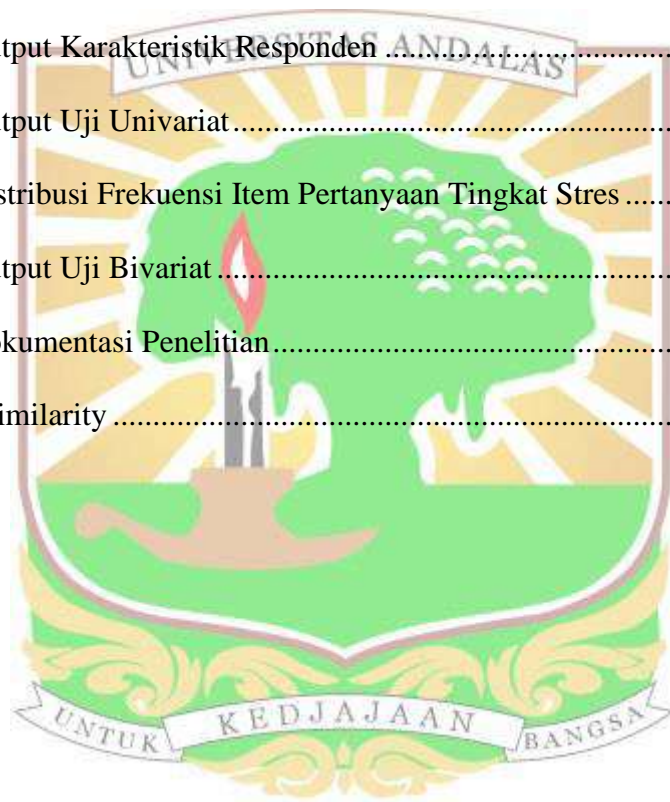 tput Karakteristik Responden ..........................................
UNIVERSITAS ANDALAS
tput Uji Univariat ..............................................................
stribusi Frekuensi Item Pertanyaan Tingkat Stres ......
tput Uji Bivariat ................................................................
okumentasi Penelitian .........................................................
imilarity .............................................................................
UNTUK KEDJAJAAN BANGSA